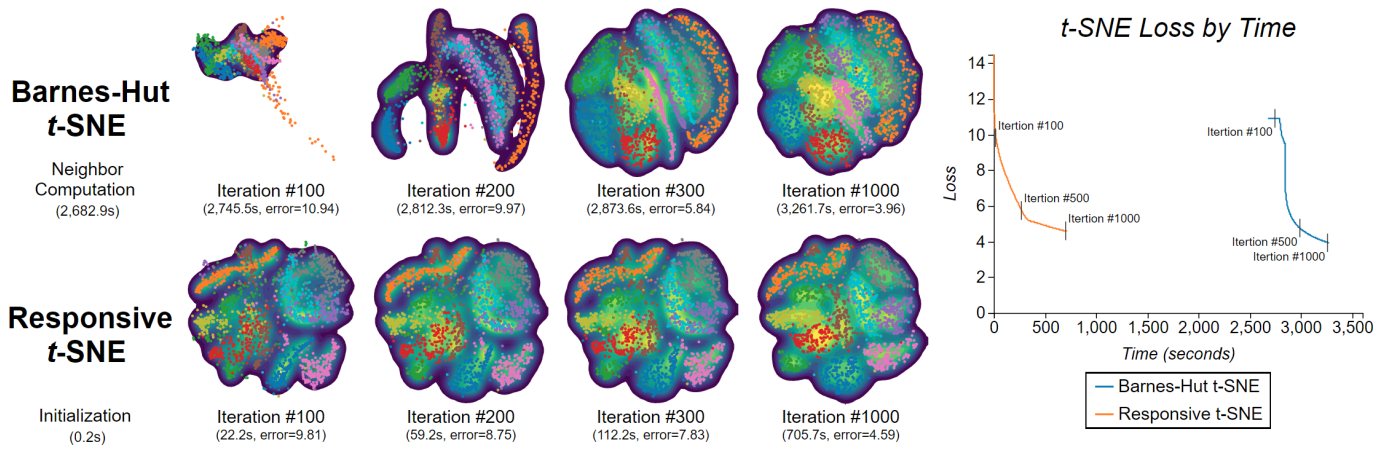 Barnes-Hut
t-SNE
Neighbor
Computation
(2,682.9s)
Iteration #100
(2,745.5s, error=10.94)
Iteration #200
(2,812.3s, error=9.97)
Iteration #300
(2,873.6s, error=5.84)
Iteration #1000
(3,261.7s, error=3.96)
Responsive
t-SNE
Initialization
(0.2s)
Iteration #100
(22.2s, error=9.81)
Iteration #200
(59.2s, error=8.75)
Iteration #300
(112.2s, error=7.83)
Iteration #1000
(705.7s, error=4.59)
t-SNE Loss by Time
Loss
14
12
10
8
6
4
2
0
Itertion #100
Itertion #500
Itertion #1000
Itertion #100
Itertion #500
Itertion #1000
0
500
1,000
1,500
2,000
2,500
3,000
3,500
Time (seconds)
Barnes-Hut t-SNE
Responsive t-SNE